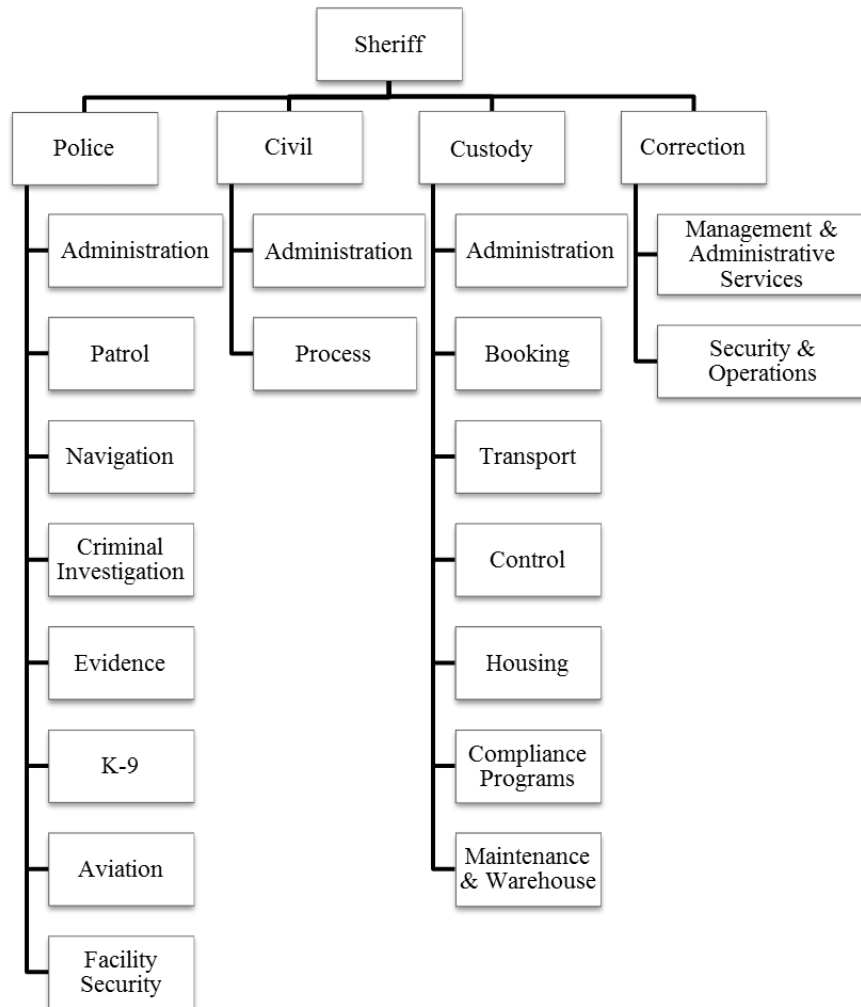 Sheriff
Police
Civil
Custody
Correction
Administration
Patrol
Navigation
Criminal
Investigation
Evidence
K-9
Aviation
Facility
Security
Administration
Process
Administration
Booking
Transport
Control
Housing
Compliance
Programs
Maintenance
& Warehouse
Management &
Administrative
Services
Security &
Operations